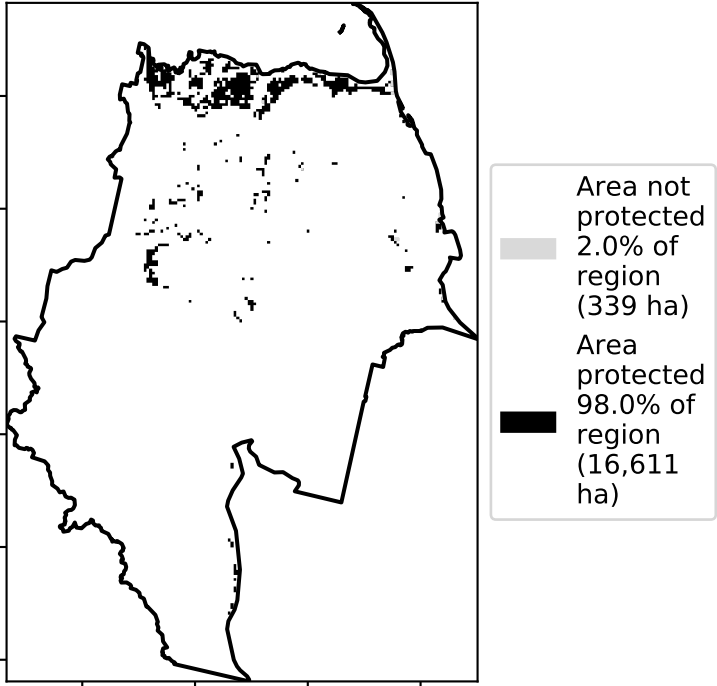 Area not
protected
2.0% of
region
(339 ha)
Area
protected
98.0% of
region
(16,611
ha)